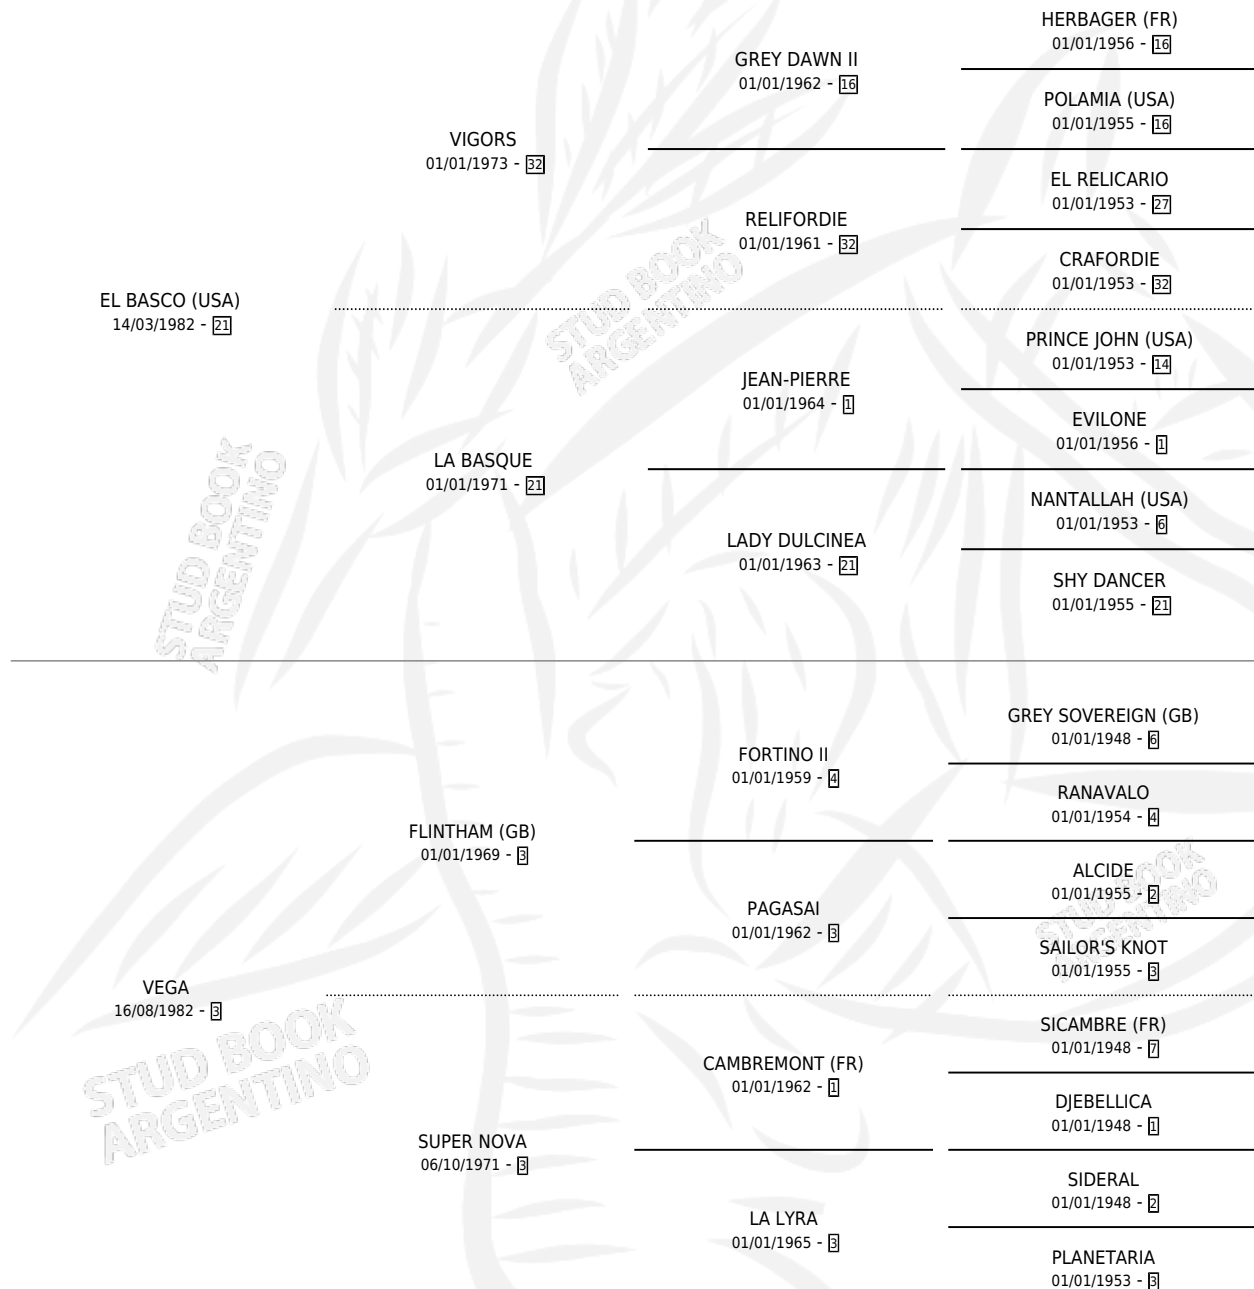 HERBAGER (FR)
01/01/1956 - 16
GREY DAWN II
01/01/1962 - 16
POLAMIA (USA)
01/01/1955 - 16
VIGORS
01/01/1973 - 32
EL RELICARIO
01/01/1953 - 27
RELIFORDIE
01/01/1961 - 32
CRAFORDIE
01/01/1953 - 32
EL BASCO (USA)
14/03/1982 - 21
PRINCE JOHN (USA)
01/01/1953 - 14
JEAN-PIERRE
01/01/1964 - 1
EVILONE
01/01/1956 - 1
LA BASQUE
01/01/1971 - 21
NANTALLAH (USA)
01/01/1953 - 6
LADY DULCINEA
01/01/1963 - 21
SHY DANCER
01/01/1955 - 21
STUD BOOK
ARGENTINO
STUD BOOK
ARGENTINO
GREY SOVEREIGN (GB)
01/01/1948 - 6
FORTINO II
01/01/1959 - 4
RANAVALO
01/01/1954 - 4
FLINTHAM (GB)
01/01/1969 - 3
ALCIDE
01/01/1955 - 2
PAGASAI
01/01/1962 - 3
SAILOR'S KNOT
01/01/1955 - 3
STUD BOOK
ARGENTINO
VEGA
16/08/1982 - 3
SICAMBRE (FR)
01/01/1948 - 7
CAMBREMONT (FR)
01/01/1962 - 1
DJEBELLICA
01/01/1948 - 1
STUD BOOK
ARGENTINO
SUPER NOVA
06/10/1971 - 3
SIDERAL
01/01/1948 - 2
LA LYRA
01/01/1965 - 3
PLANETARIA
01/01/1953 - 3